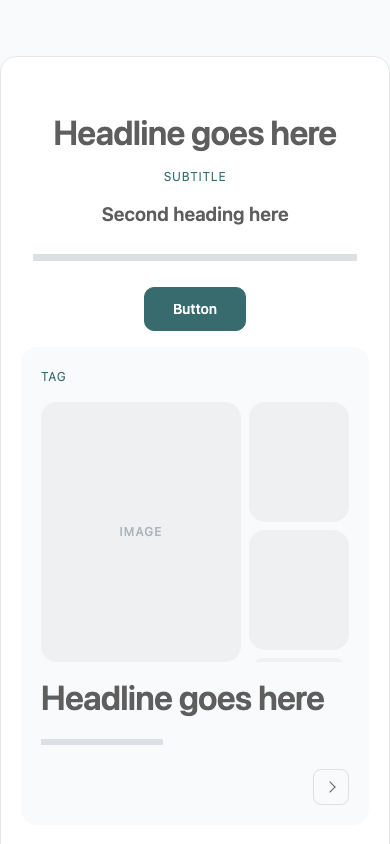 Headline goes here
SUBTITLE
Second heading here
Button
TAG
IMAGE
Headline goes here